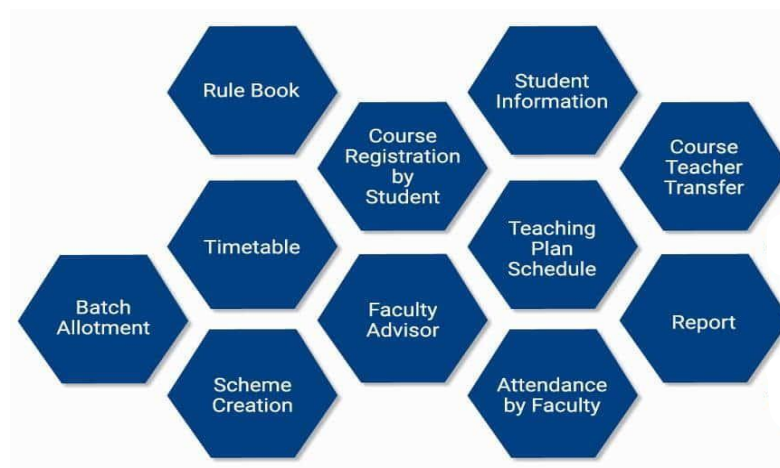 Rule Book
Student
Information
Course
Registration
by
Student
Course
Teacher
Transfer
Timetable
Teaching
Plan
Schedule
Batch
Allotment
Faculty
Advisor
Report
Scheme
Creation
Attendance
by Faculty